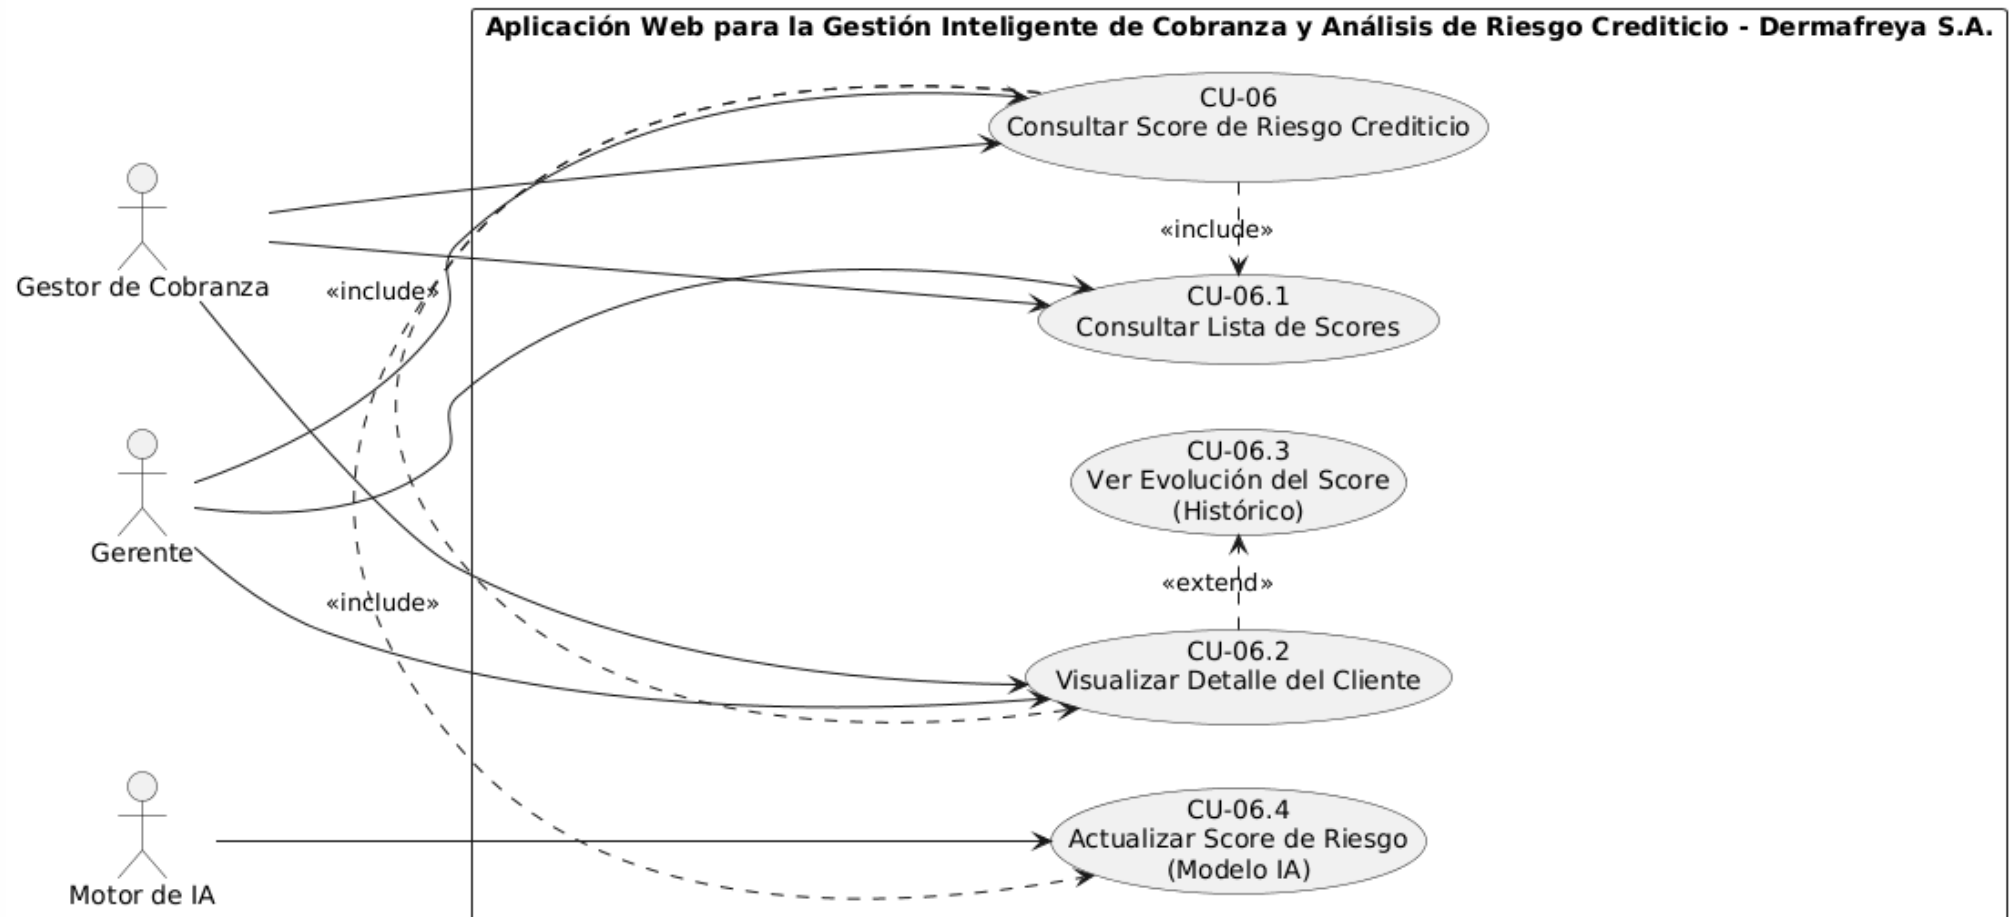 Aplicación Web para la Gestión Inteligente de Cobranza y Análisis de Riesgo Crediticio - Dermafreya S.A.
CU-06
Consultar Score de Riesgo Crediticio
«include»
Gestor de Cobranza
«include»
CU-06.1
Consultar Lista de Scores
CU-06.3
Ver Evolución del Score
(Histórico)
Gerente
«extend»
«include»
CU-06.2
Visualizar Detalle del Cliente
CU-06.4
Actualizar Score de Riesgo
(Modelo IA)
Motor de IA